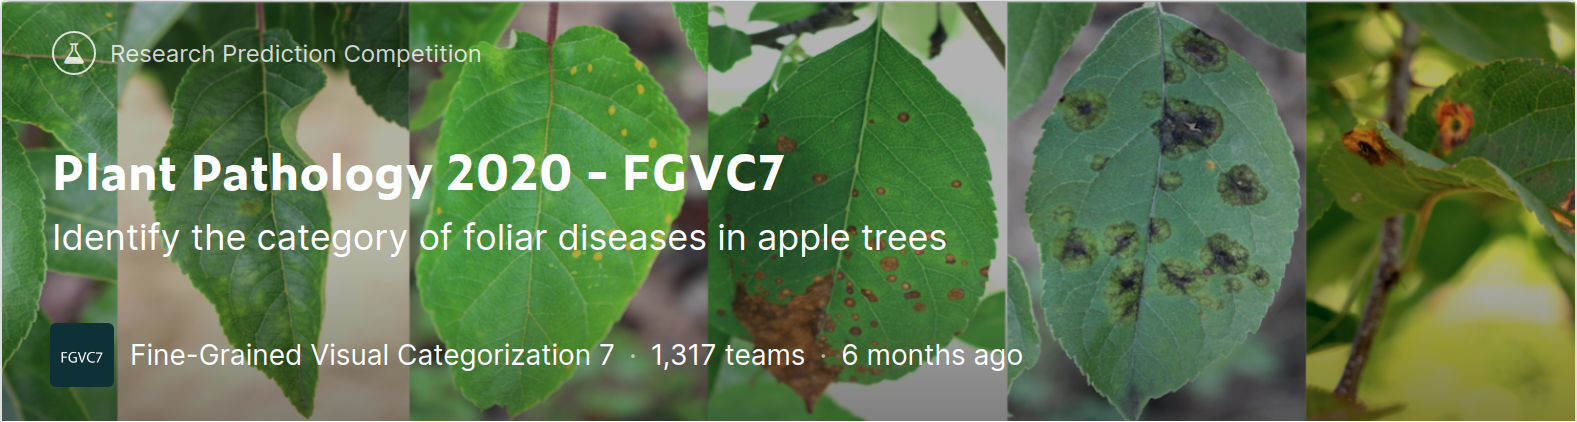 Research Prediction Competition
Plant Pathology 2020 - FGVC7
Identify the category of foliar diseases in apple trees
FGVC7 Fine-Grained Visual Categorization 7 · 1,317 teams · 6 months ago